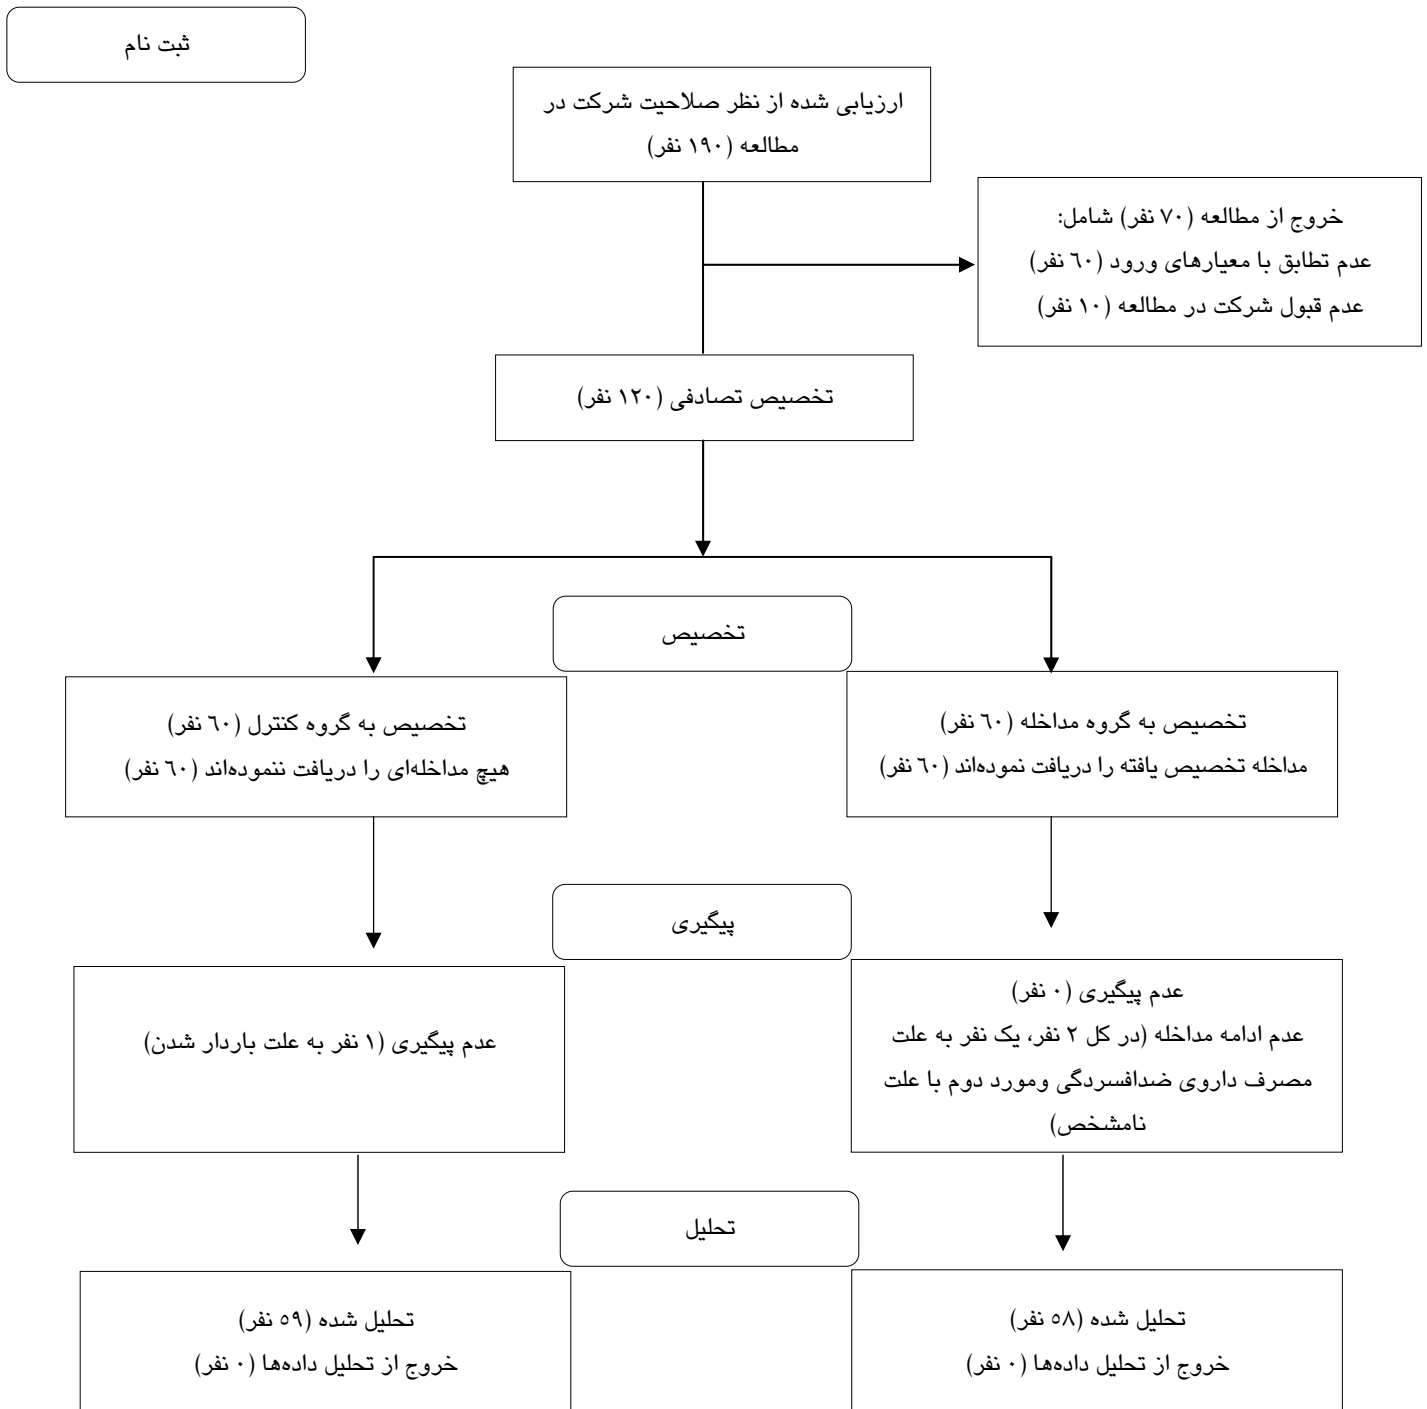 ثبت نام
ارزیابی شده از نظر صلاحیت شرکت در
مطالعه (۱۹۰ نفر)
خروج از مطالعه (۷۰ نفر) شامل:
عدم تطابق با معیارهای ورود (٦۰ نفر)
عدم قبول شرکت در مطالعه (۱۰ نفر)
تخصیص تصادفی (۱۲۰ نفر)
تخصیص
تخصیص به گروه مداخله (٦۰ نفر)
مداخله تخصیص یافته را دریافت نموده‌اند (٦۰ نفر)
تخصیص به گروه کنترل (٦۰ نفر)
هیچ مداخله‌ای را دریافت ننموده‌اند (٦۰ نفر)
پیگیری
عدم پیگیری (۰ نفر)
عدم ادامه مداخله (در کل ۲ نفر، یک نفر به علت
مصرف داروی ضدافسردگی ومورد دوم با علت
نامشخص)
عدم پیگیری (۱ نفر به علت باردار شدن)
تحلیل
تحلیل شده (۵۸ نفر)
خروج از تحلیل داده‌ها (۰ نفر)
تحلیل شده (۵۹ نفر)
خروج از تحلیل داده‌ها (۰ نفر)